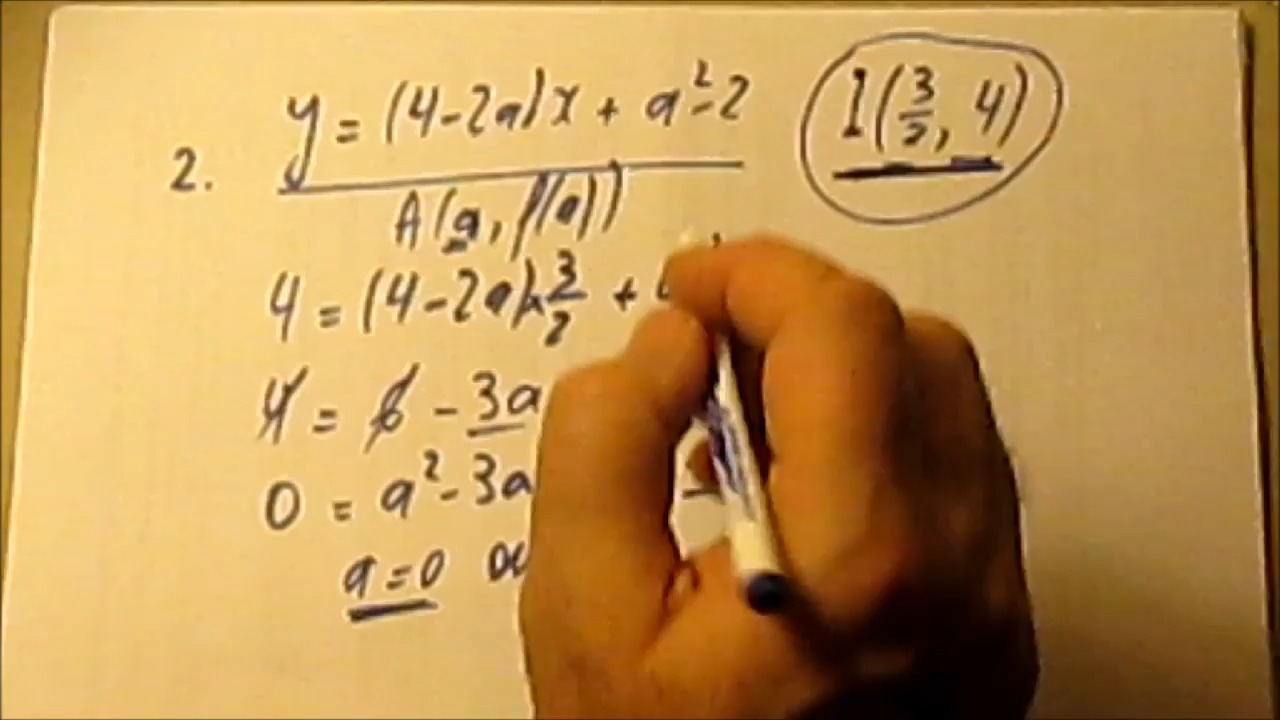 y = (4-2a)x + a²-2
I(3/2, 4)
2.
A(a, f(a))
4 = (4-2a)x 3/2 +
4 = 6 - 3a
0 = a² - 3a
a=0 ou